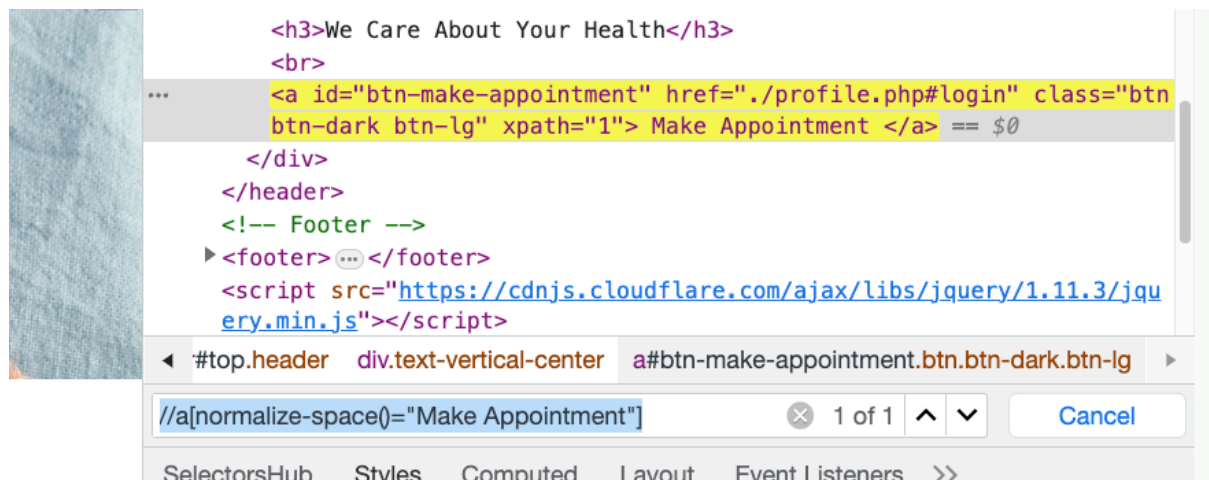 <h3>We Care About Your Health</h3>
<br>
<a id="btn-make-appointment" href="./profile.php#login" class="btn
btn-dark btn-lg" xpath="1"> Make Appointment </a> == $0
</div>
</header>
<!-- Footer -->
<footer>…</footer>
<script src="https://cdnjs.cloudflare.com/ajax/libs/jquery/1.11.3/jqu
ery.min.js"></script>
#top.header div.text-vertical-center a#btn-make-appointment.btn.btn-dark.btn-lg
//a[normalize-space()="Make Appointment"] 1 of 1 Cancel
SelectorsHub Styles Computed Layout Event Listeners